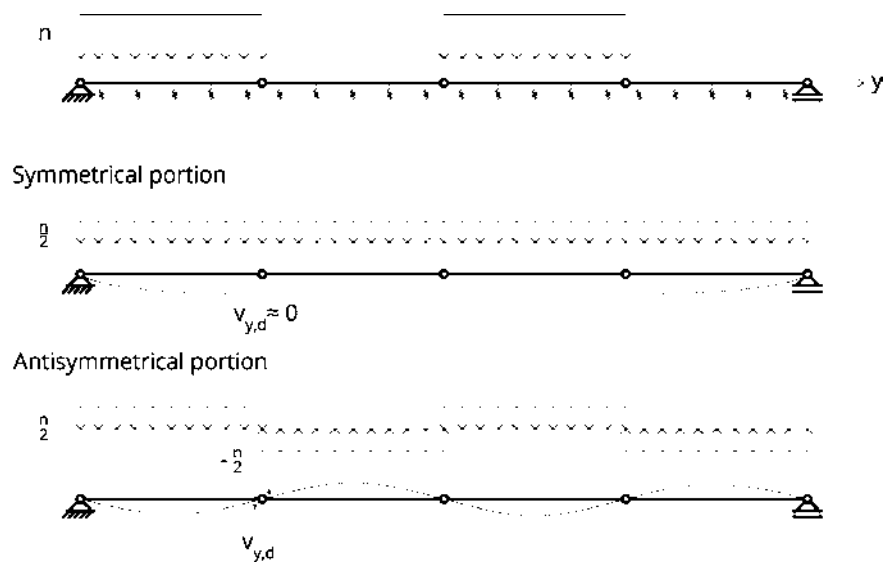 n
y
Symmetrical portion
n/2
v_y,d ≈ 0
Antisymmetrical portion
n/2
- n/2
v_y,d